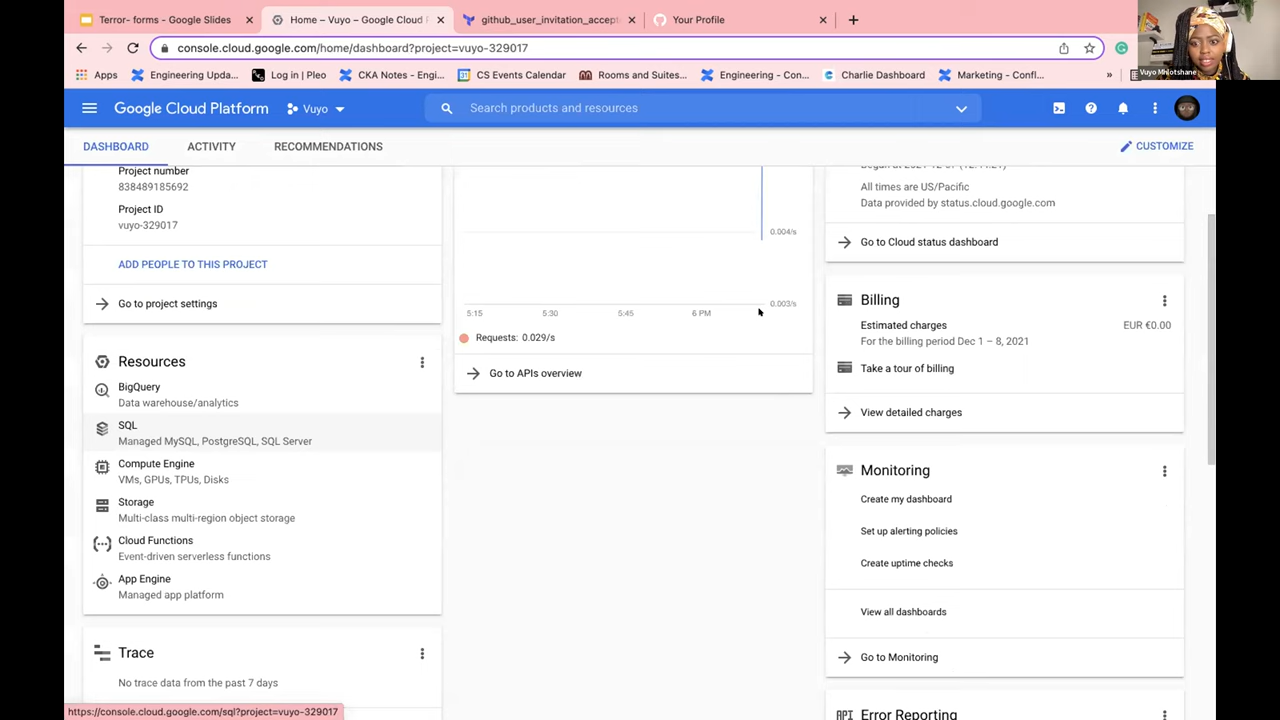 Terror- forms - Google Slides
Home – Vuyo – Google Cloud P
github_user_invitation_accepte
Your Profile
console.cloud.google.com/home/dashboard?project=vuyo-329017
Apps
Engineering Upda...
Log in | Pleo
CKA Notes - Engi...
CS Events Calendar
Rooms and Suites...
Engineering - Con...
Charlie Dashboard
Marketing - Confl...
»
Vuyo Mhlotshane
Google Cloud Platform
Vuyo
Search products and resources
DASHBOARD
ACTIVITY
RECOMMENDATIONS
CUSTOMIZE
Project number
838489185692
Project ID
vuyo-329017
ADD PEOPLE TO THIS PROJECT
Go to project settings
Resources
BigQuery
Data warehouse/analytics
SQL
Managed MySQL, PostgreSQL, SQL Server
Compute Engine
VMs, GPUs, TPUs, Disks
Storage
Multi-class multi-region object storage
Cloud Functions
Event-driven serverless functions
App Engine
Managed app platform
Trace
No trace data from the past 7 days
0.004/s
0.003/s
5:15 5:30 5:45 6 PM
Requests: 0.029/s
Go to APIs overview
All times are US/Pacific
Data provided by status.cloud.google.com
Go to Cloud status dashboard
Billing
Estimated charges EUR €0.00
For the billing period Dec 1 – 8, 2021
Take a tour of billing
View detailed charges
Monitoring
Create my dashboard
Set up alerting policies
Create uptime checks
View all dashboards
Go to Monitoring
API Error Reporting
https://console.cloud.google.com/sql?project=vuyo-329017